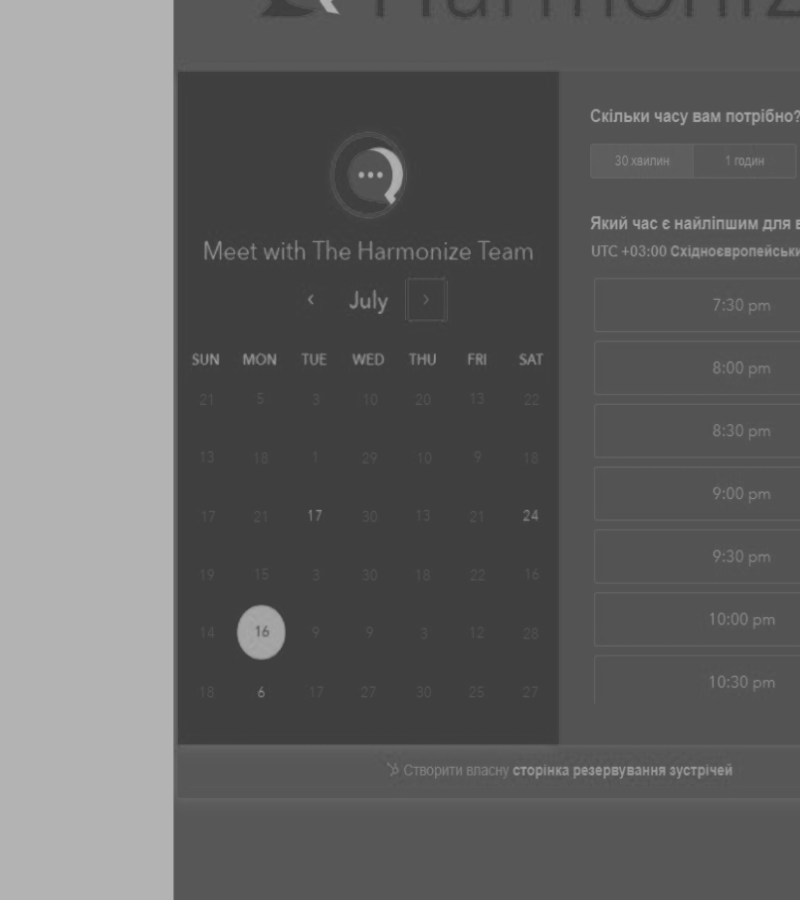 Harmoniz
Meet with The Harmonize Team
‹ July ›
SUN MON TUE WED THU FRI SAT
21 5 3 10 20 13 22
13 18 1 29 10 9 18
17 21 17 30 13 21 24
19 15 3 30 18 22 16
14 16 9 9 3 12 28
18 6 17 27 30 25 27
Скільки часу вам потрібно?
30 хвилин 1 годин
Який час є найліпшим для в
UTC +03:00 Східноєвропейськи
7:30 pm
8:00 pm
8:30 pm
9:00 pm
9:30 pm
10:00 pm
10:30 pm
Створити власну сторінка резервування зустрічей